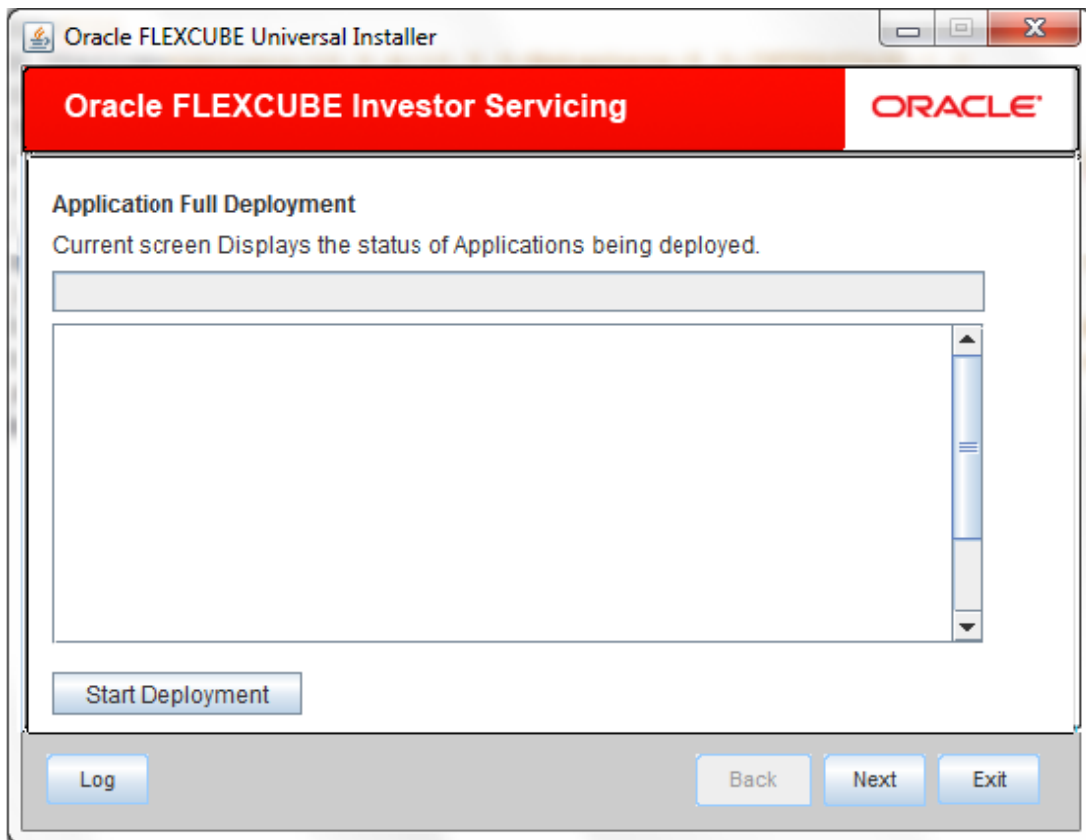 Oracle FLEXCUBE Universal Installer
Oracle FLEXCUBE Investor Servicing
ORACLE
Application Full Deployment
Current screen Displays the status of Applications being deployed.
Start Deployment
Log
Back
Next
Exit